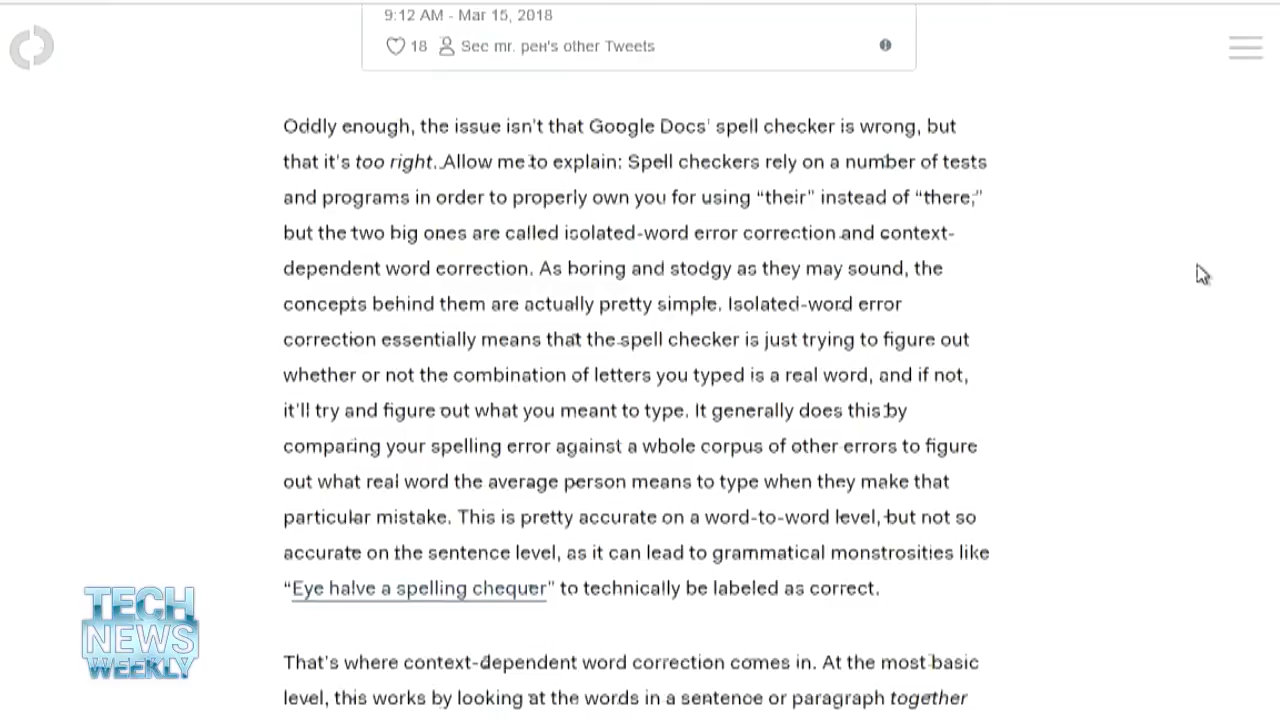 9:12 AM - Mar 15, 2018
18 See mr. pен's other Tweets
Oddly enough, the issue isn't that Google Docs' spell checker is wrong, but
that it's too right. Allow me to explain: Spell checkers rely on a number of tests
and programs in order to properly own you for using “their” instead of “there,”
but the two big ones are called isolated-word error correction and context-
dependent word correction. As boring and stodgy as they may sound, the
concepts behind them are actually pretty simple. Isolated-word error
correction essentially means that the spell checker is just trying to figure out
whether or not the combination of letters you typed is a real word, and if not,
it'll try and figure out what you meant to type. It generally does this by
comparing your spelling error against a whole corpus of other errors to figure
out what real word the average person means to type when they make that
particular mistake. This is pretty accurate on a word-to-word level, but not so
accurate on the sentence level, as it can lead to grammatical monstrosities like
“Eye halve a spelling chequer” to technically be labeled as correct.
TECH
NEWS
WEEKLY
That's where context-dependent word correction comes in. At the most basic
level, this works by looking at the words in a sentence or paragraph together